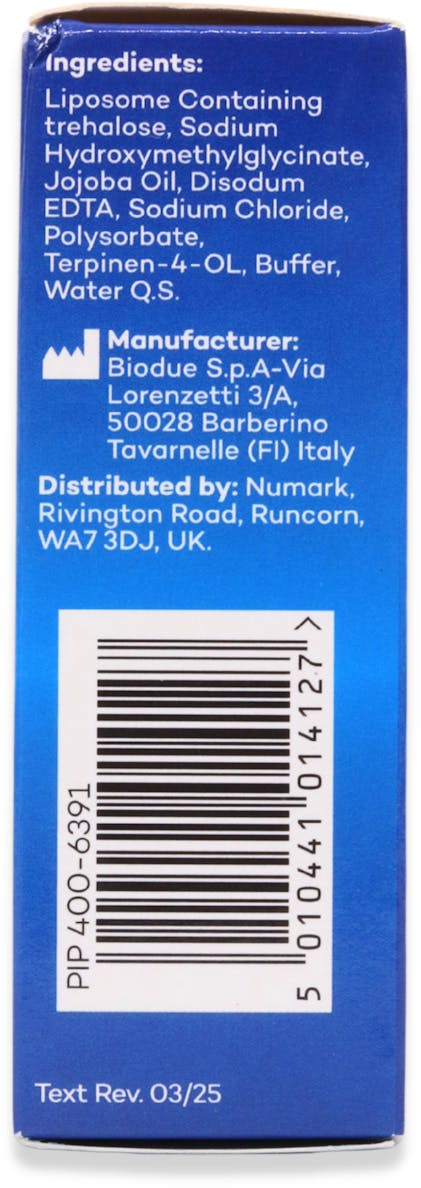 Ingredients:
Liposome Containing
trehalose, Sodium
Hydroxymethylglycinate,
Jojoba Oil, Disodum
EDTA, Sodium Chloride,
Polysorbate,
Terpinen-4-OL, Buffer,
Water Q.S.
Manufacturer:
Biodue S.p.A-Via
Lorenzetti 3/A,
50028 Barberino
Tavarnelle (FI) Italy
Distributed by: Numark,
Rivington Road, Runcorn,
WA7 3DJ, UK.
PIP 400-6391
5 010441 014127 >
Text Rev. 03/25